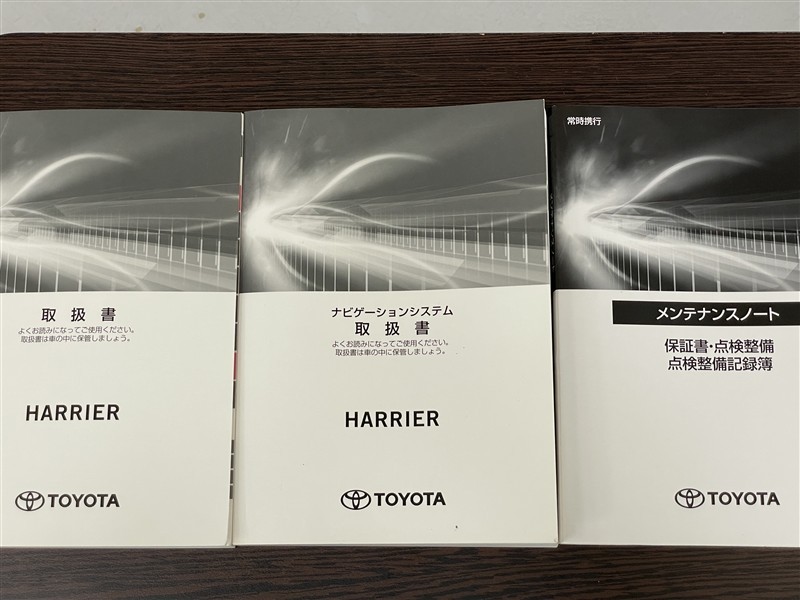 取扱書
よくお読みになってご使用ください。
取扱書は車の中に保管しましょう。
HARRIER
TOYOTA
ナビゲーションシステム
取扱書
よくお読みになってご使用ください。
取扱書は車の中に保管しましょう。
HARRIER
TOYOTA
常時携行
メンテナンスノート
保証書・点検整備
点検整備記録簿
TOYOTA